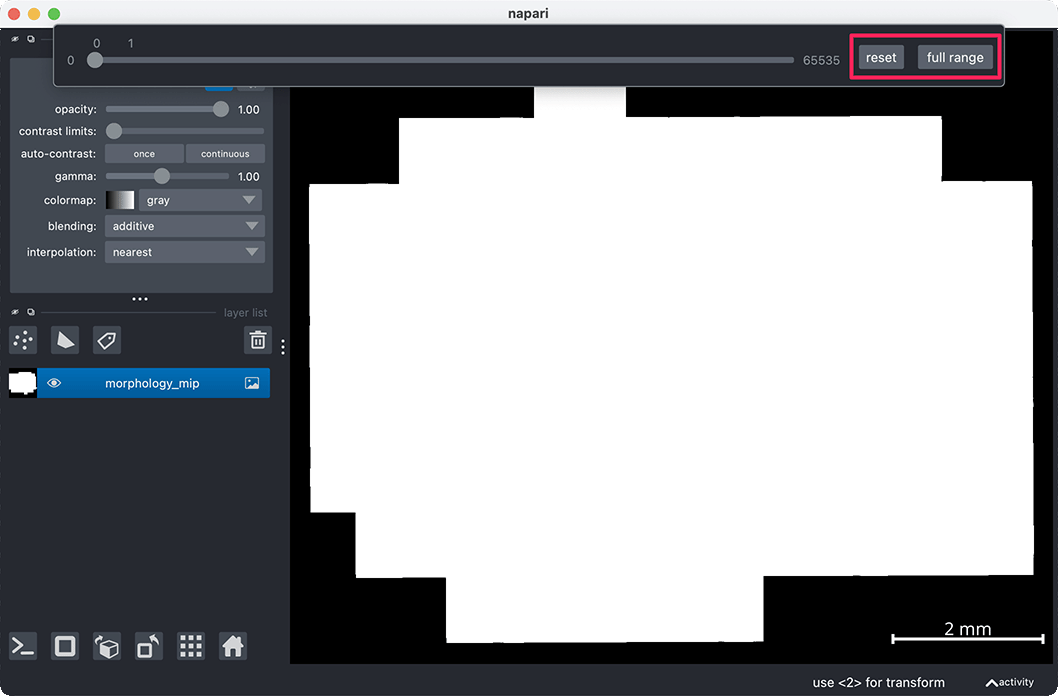 napari
0 1
0 65535 reset full range
opacity: 1.00
contrast limits:
auto-contrast: once continuous
gamma: 1.00
colormap: gray
blending: additive
interpolation: nearest
layer list
morphology_mip
2 mm
use <2> for transform activity